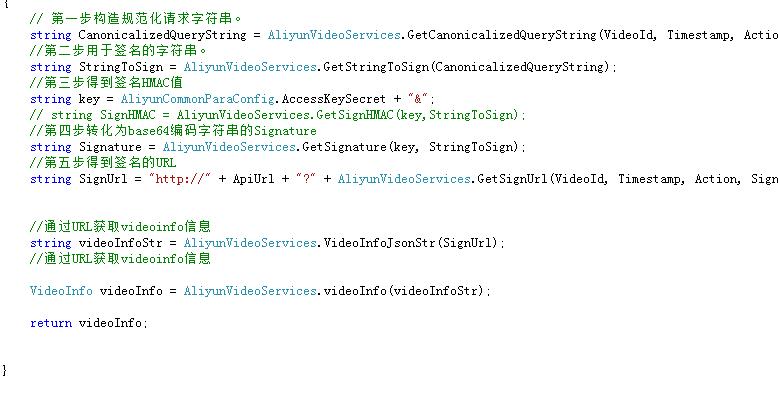 {
// 第一步构造规范化请求字符串。
string CanonicalizedQueryString = AliyunVideoServices.GetCanonicalizedQueryString(VideoId, Timestamp, Actio
//第二步用于签名的字符串。
string StringToSign = AliyunVideoServices.GetStringToSign(CanonicalizedQueryString);
//第三步得到签名HMAC值
string key = AliyunCommonParaConfig.AccessKeySecret + "&";
// string SignHMAC = AliyunVideoServices.GetSignHMAC(key,StringToSign);
//第四步转化为base64编码字符串的Signature
string Signature = AliyunVideoServices.GetSignature(key, StringToSign);
//第五步得到签名的URL
string SignUrl = "http://" + ApiUrl + "?" + AliyunVideoServices.GetSignUrl(VideoId, Timestamp, Action, Sign
//通过URL获取videoinfo信息
string videoInfoStr = AliyunVideoServices.VideoInfoJsonStr(SignUrl);
//通过URL获取videoinfo信息
VideoInfo videoInfo = AliyunVideoServices.videoInfo(videoInfoStr);
return videoInfo;
}